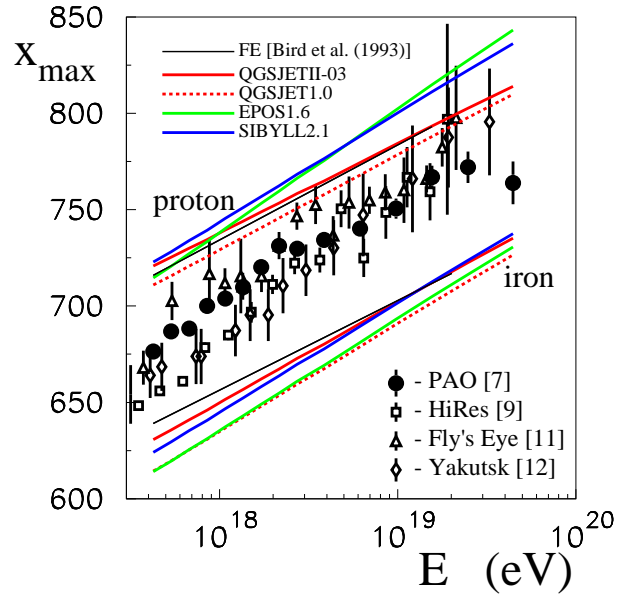 850
x_max
800
750
700
650
600
FE [Bird et al. (1993)]
QGSJETII-03
QGSJET1.0
EPOS1.6
SIBYLL2.1
proton
iron
- PAO [7]
- HiRes [9]
- Fly's Eye [11]
- Yakutsk [12]
10^18
10^19
10^20
E (eV)